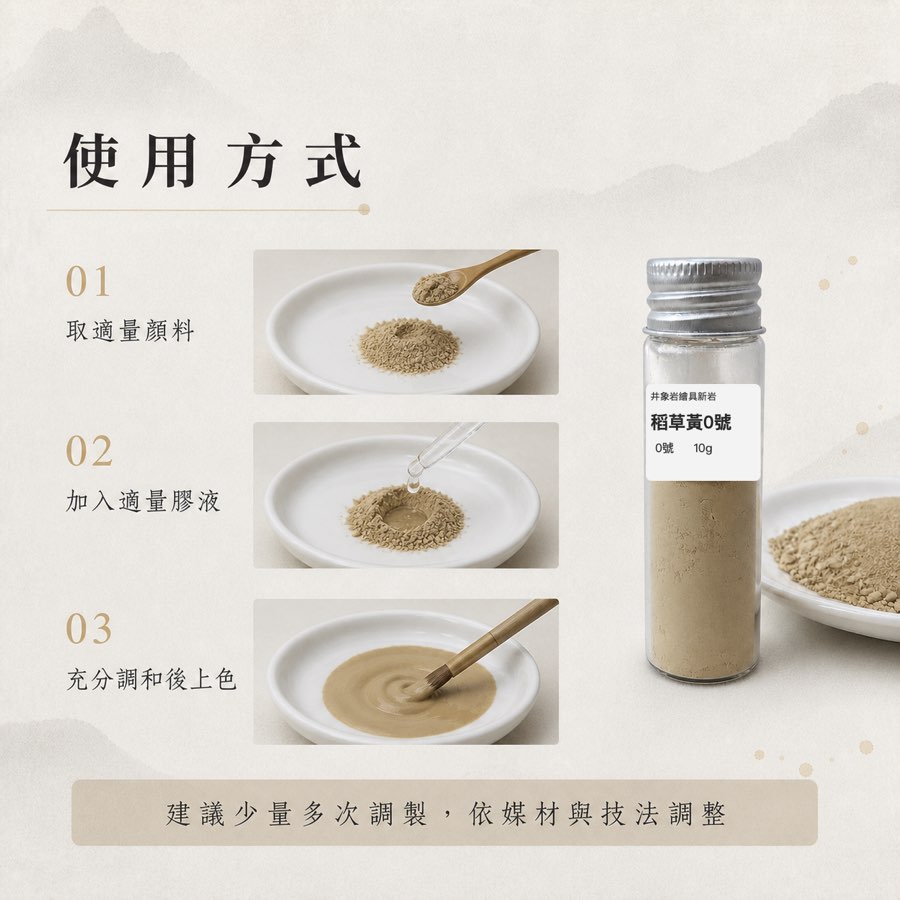 使用方式
01
取適量顏料
02
加入適量膠液
03
充分調和後上色
井象岩繪具新岩
稻草黃0號
0號 10g
建議少量多次調製，依媒材與技法調整